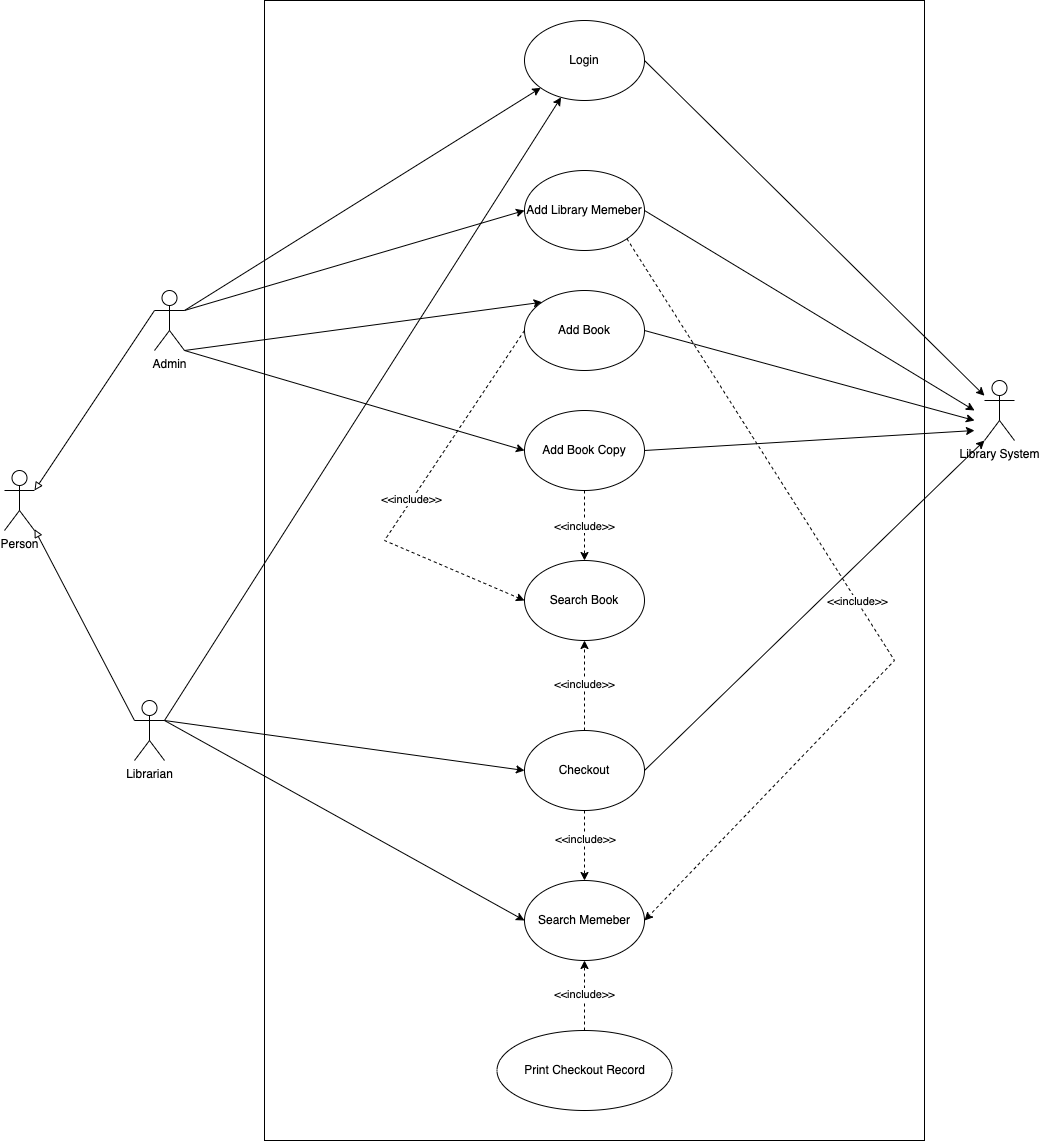 Login
Add Library Memeber
Add Book
Admin
Add Book Copy
Library System
<<include>>
<<include>>
Person
Search Book
<<include>>
<<include>>
Checkout
Librarian
<<include>>
Search Memeber
<<include>>
Print Checkout Record